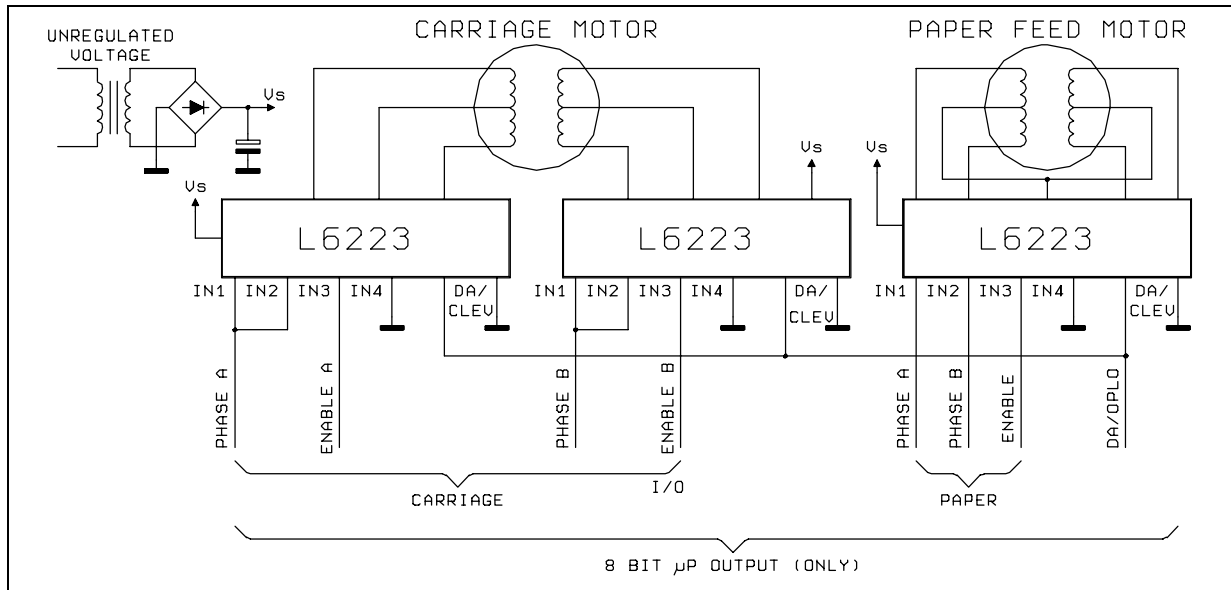 CARRIAGE MOTOR
PAPER FEED MOTOR
UNREGULATED
VOLTAGE
Vs
Vs
Vs
Vs
L6223
L6223
L6223
IN1 IN2 IN3 IN4 DA/
CLEV
IN1 IN2 IN3 IN4 DA/
CLEV
IN1 IN2 IN3 IN4 DA/
CLEV
PHASE A
ENABLE A
PHASE B
ENABLE B
PHASE A
PHASE B
ENABLE
DA/OPLO
CARRIAGE
I/O
PAPER
8 BIT µP OUTPUT (ONLY)